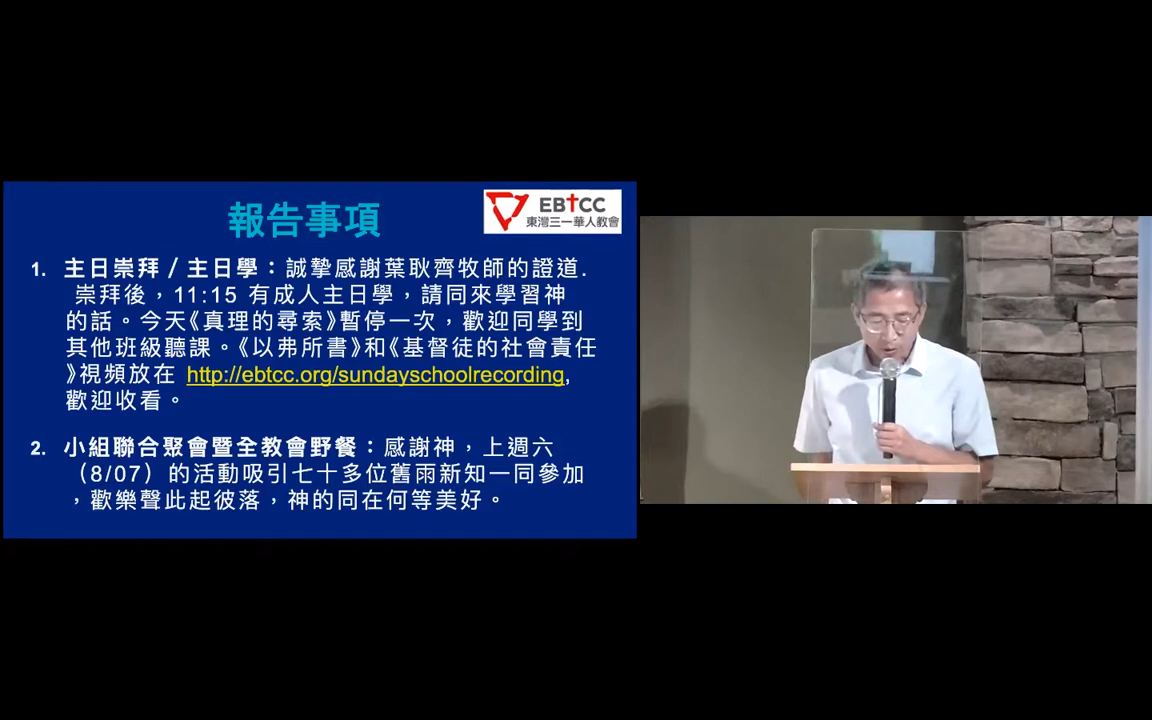 報告事項
EBTCC
東灣三一華人教會
1. 主日崇拜 / 主日學：誠摯感謝葉耿齊牧師的證道.
崇拜後，11:15 有成人主日學，請同來學習神
的話。今天《真理的尋索》暫停一次，歡迎同學到
其他班級聽課。《以弗所書》和《基督徒的社會責任
》視頻放在 http://ebtcc.org/sundayschoolrecording,
歡迎收看。
2. 小組聯合聚會暨全教會野餐：感謝神，上週六
（8/07）的活動吸引七十多位舊雨新知一同參加
，歡樂聲此起彼落，神的同在何等美好。